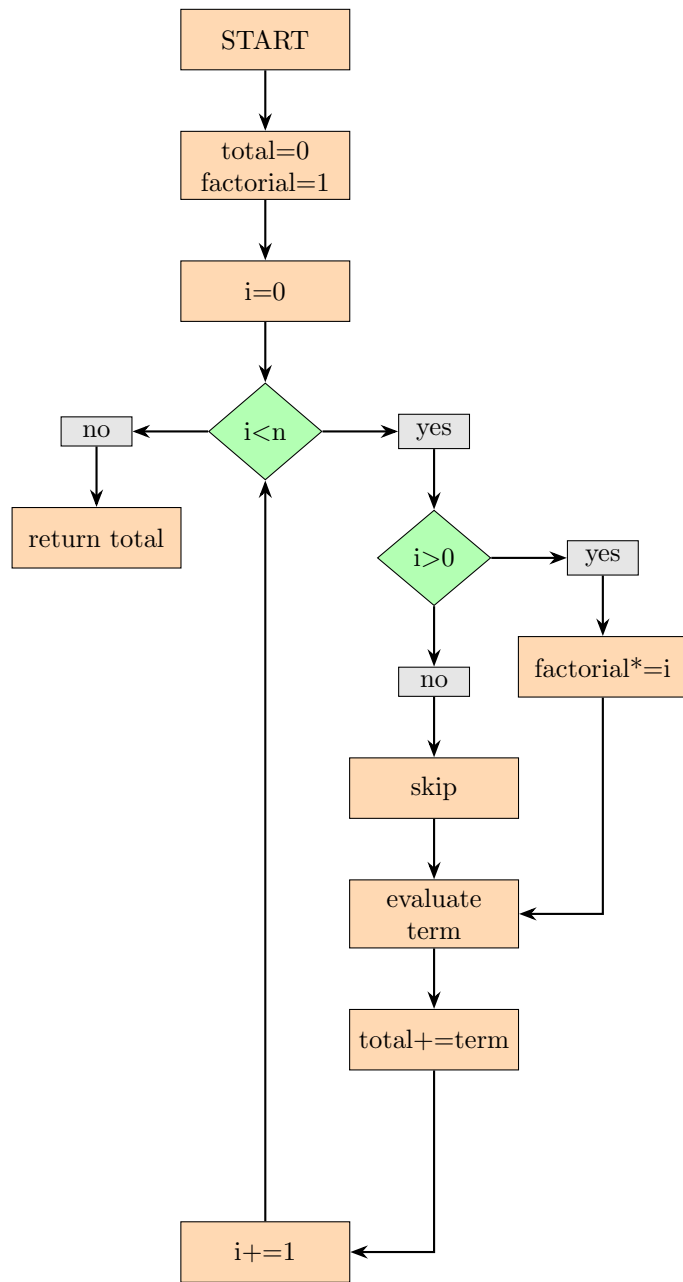 START
total=0
factorial=1
i=0
i<n
no
yes
return total
i>0
yes
no
factorial*=i
skip
evaluate
term
total+=term
i+=1